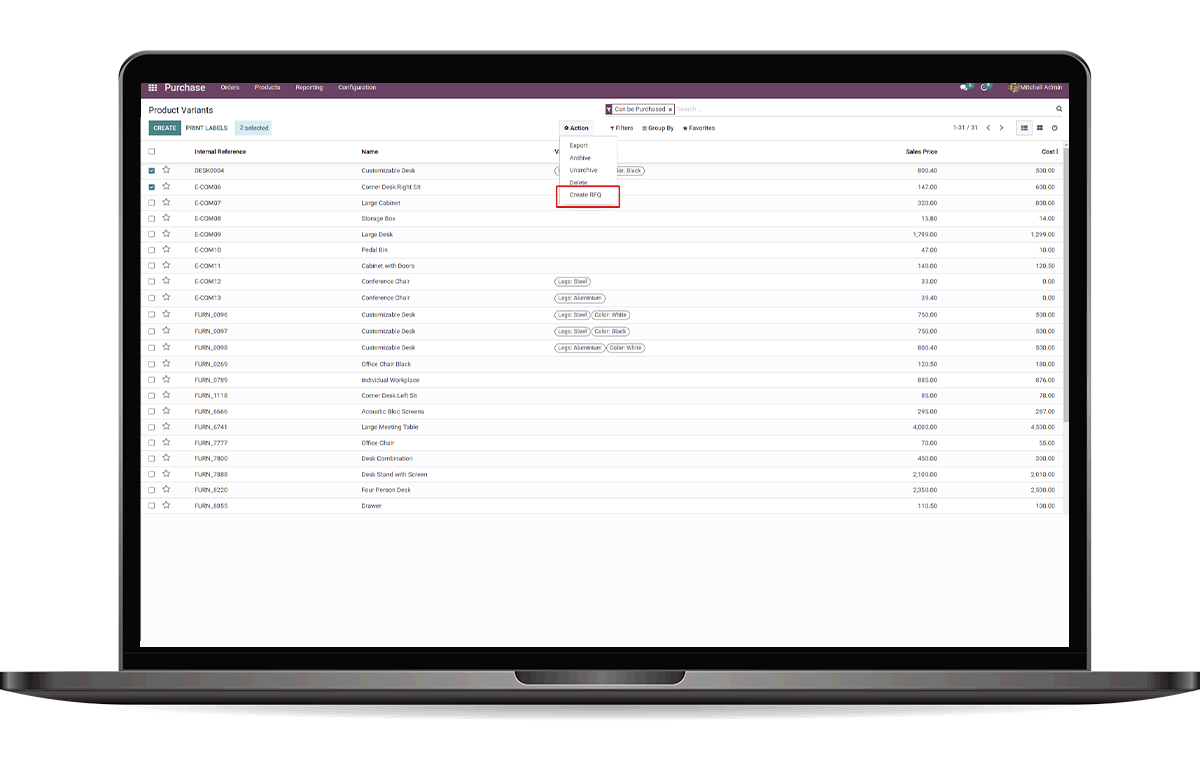 Purchase Orders Products Reporting Configuration Mitchell Admin
Product Variants Can be Purchased × Search...
CREATE PRINT LABELS 2 selected Action Filters Group By Favorites 1-31 / 31
Internal Reference Name Sales Price Cost
Export
Archive
DESK0004 Customizable Desk Unarchive Color: Black 800.40 500.00
Delete
E-COM06 Corner Desk Right Sit 147.00 600.00
Create RFQ
E-COM07 Large Cabinet 320.00 800.00
E-COM08 Storage Box 15.80 14.00
E-COM09 Large Desk 1,799.00 1,299.00
E-COM10 Pedal Bin 47.00 10.00
E-COM11 Cabinet with Doors 140.00 120.50
E-COM12 Conference Chair Legs: Steel 33.00 0.00
E-COM13 Conference Chair Legs: Aluminium 39.40 0.00
FURN_0096 Customizable Desk Legs: Steel Color: White 750.00 500.00
FURN_0097 Customizable Desk Legs: Steel Color: Black 750.00 500.00
FURN_0098 Customizable Desk Legs: Aluminium Color: White 800.40 500.00
FURN_0269 Office Chair Black 120.50 180.00
FURN_0789 Individual Workplace 885.00 876.00
FURN_1118 Corner Desk Left Sit 85.00 78.00
FURN_6666 Acoustic Bloc Screens 295.00 287.00
FURN_6741 Large Meeting Table 4,000.00 4,500.00
FURN_7777 Office Chair 70.00 55.00
FURN_7800 Desk Combination 450.00 300.00
FURN_7888 Desk Stand with Screen 2,100.00 2,010.00
FURN_8220 Four Person Desk 2,350.00 2,500.00
FURN_8855 Drawer 110.50 100.00